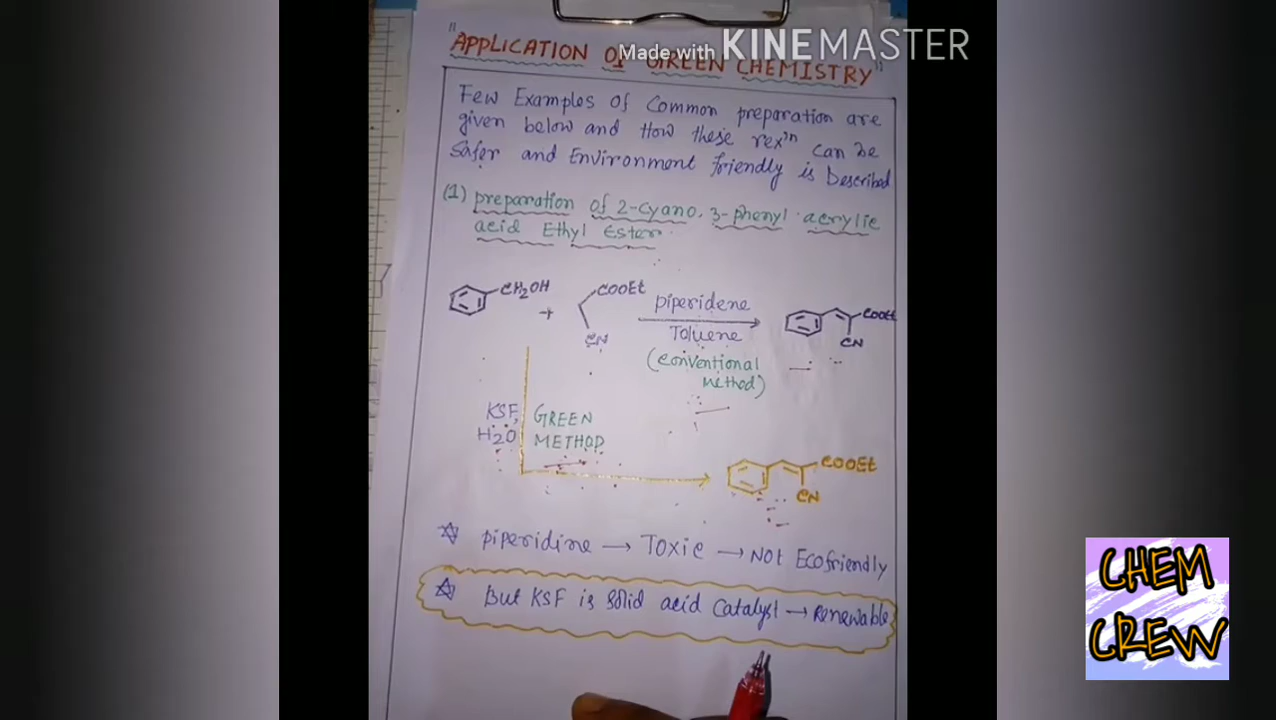 "APPLICATION OF GREEN CHEMISTRY"
Made with KINEMASTER
Few Examples of Common preparation are
given below and How these rexⁿ can be
Safer and Environment friendly is Described
(1) preparation of 2-cyano, 3-phenyl acrylic
acid Ethyl Ester
CH₂OH
+
COOEt
CN
piperidene
Toluene
(conventional
method)
COOEt
CN
KSF,
H₂O
GREEN
METHOD
COOEt
CN
piperidine → Toxic → Not Ecofriendly
But KSF is solid acid catalyst → renewable
CHEM
CREW